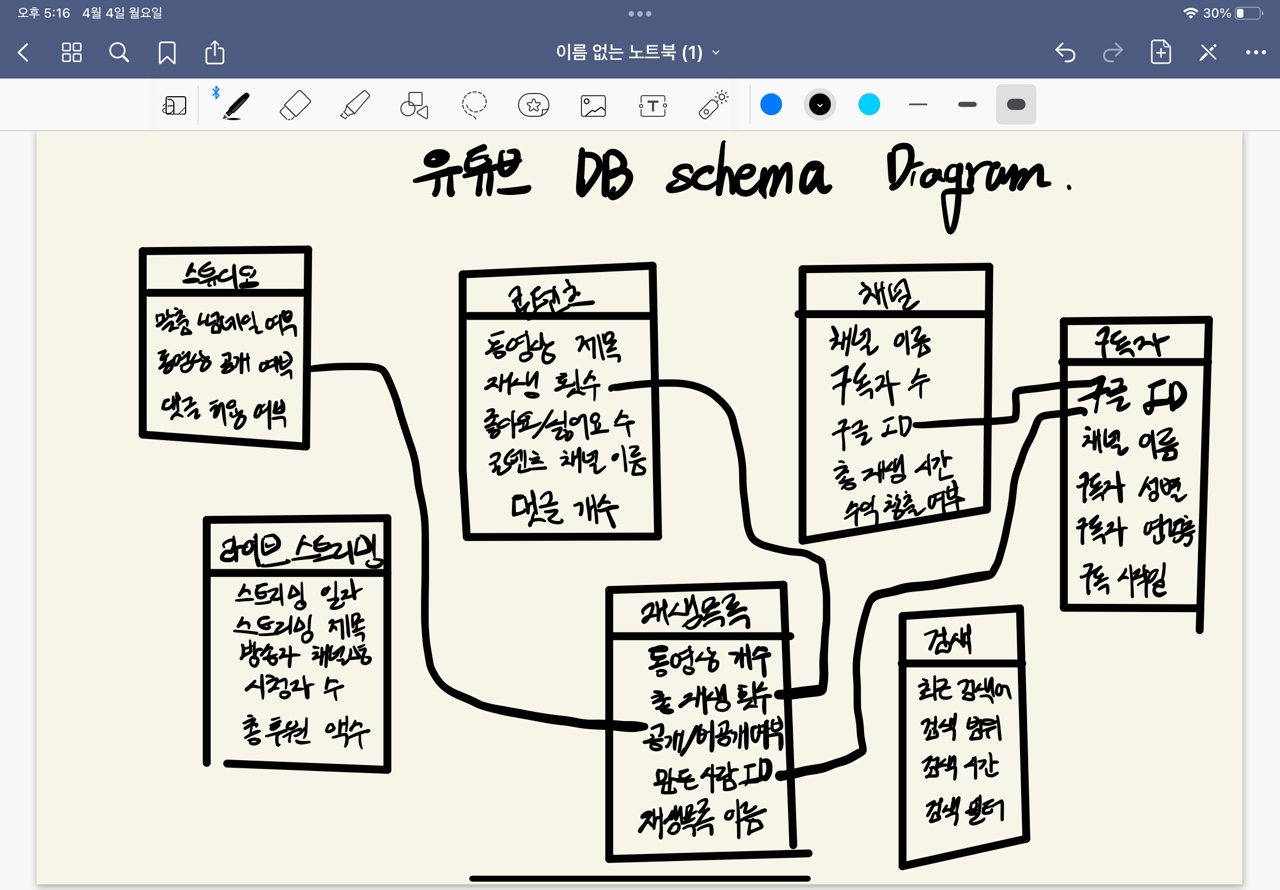 오후 5:16 4월 4일 월요일
30%
이름 없는 노트북 (1)
유튜브 DB schema Diagram.
스튜디오
맞춤 썸네일 여부
동영상 공개 여부
댓글 허용 여부
컨텐츠
동영상 제목
재생 횟수
좋아요/싫어요 수
컨텐츠 채널 이름
댓글 개수
채널
채널 이름
구독자 수
구글 ID
총 재생 시간
수익 창출 여부
구독자
구글 ID
채널 이름
구독자 성별
구독자 연령
구독 시작일
라이브 스트리밍
스트리밍 일자
스트리밍 제목
방송자 채널
시청자 수
총 후원 액수
재생목록
동영상 개수
총 재생 횟수
공개/비공개여부
만든 사람 ID
재생목록 이름
검색
최근 검색어
검색 범위
검색 시간
검색 필터